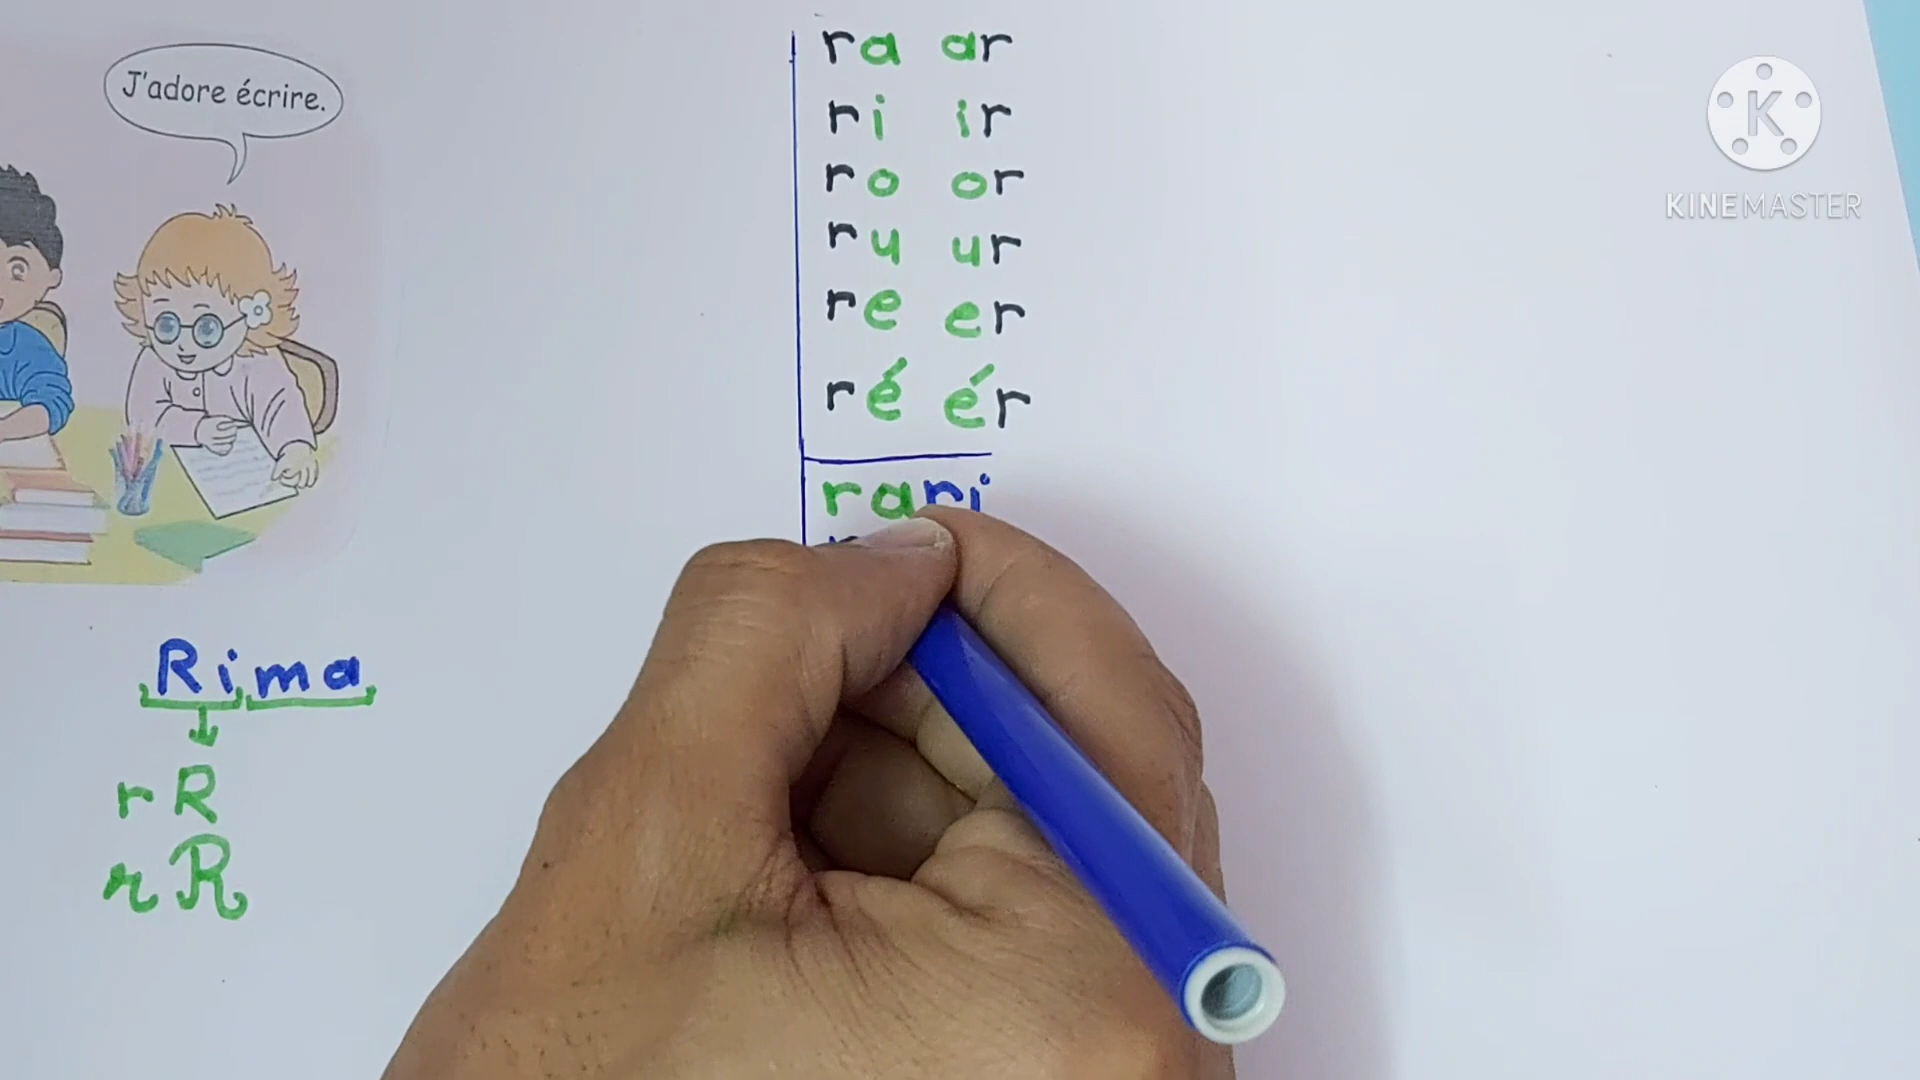 J'adore écrire.
Rima
r R
r R
ra ar
ri ir
ro or
ru ur
re er
ré ér
rari
KINEMASTER